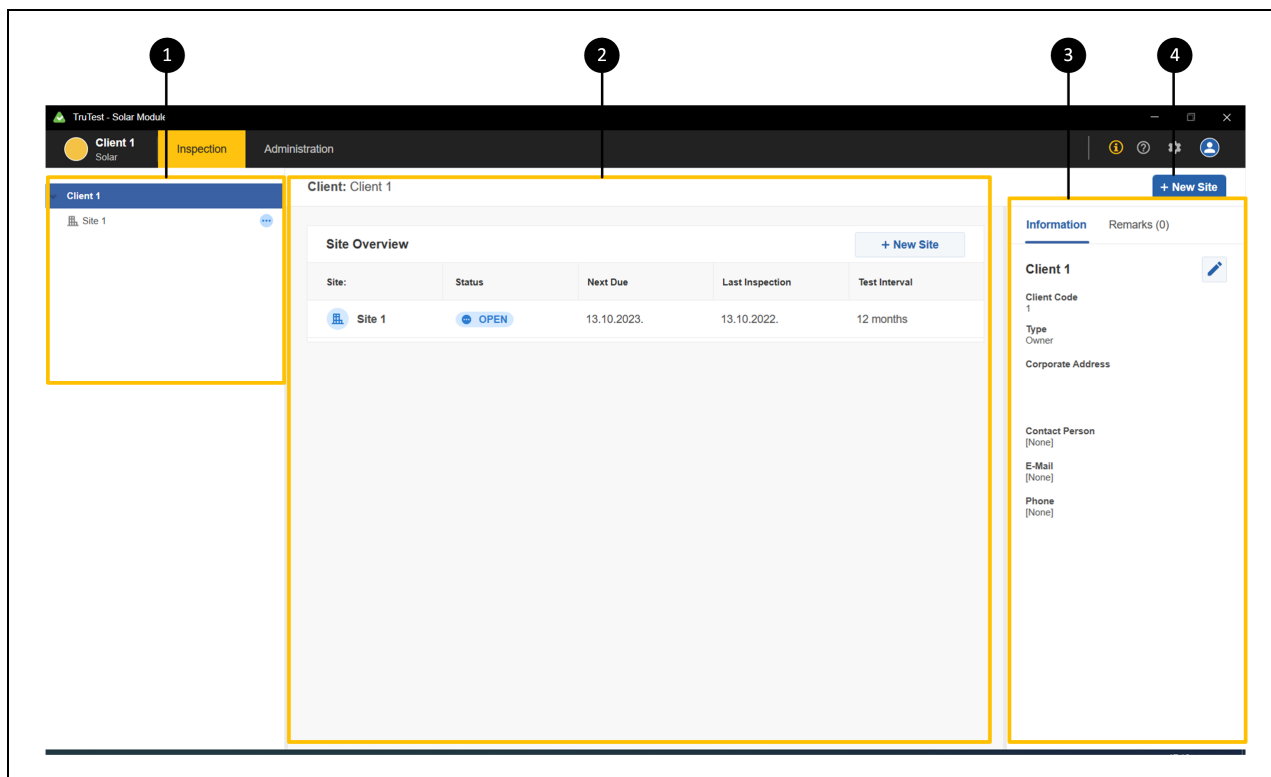 1
2
3
4
TruTest - Solar Module
Client 1
Solar
Inspection
Administration
Client 1
Site 1
Client: Client 1
+ New Site
Site Overview
+ New Site
Site:
Status
Next Due
Last Inspection
Test Interval
Site 1
OPEN
13.10.2023.
13.10.2022.
12 months
Information
Remarks (0)
Client 1
Client Code
1
Type
Owner
Corporate Address
Contact Person
[None]
E-Mail
[None]
Phone
[None]